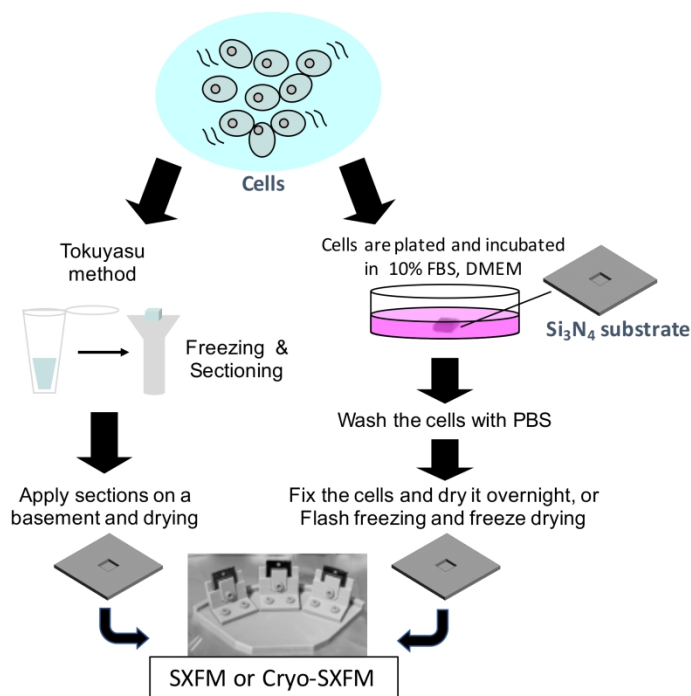 Cells
Tokuyasu
method
Freezing & 
Sectioning
Apply sections on a
basement and drying
Cells are plated and incubated
in 10% FBS, DMEM
Si₃N₄ substrate
Wash the cells with PBS
Fix the cells and dry it overnight, or
Flash freezing and freeze drying
SXFM or Cryo-SXFM